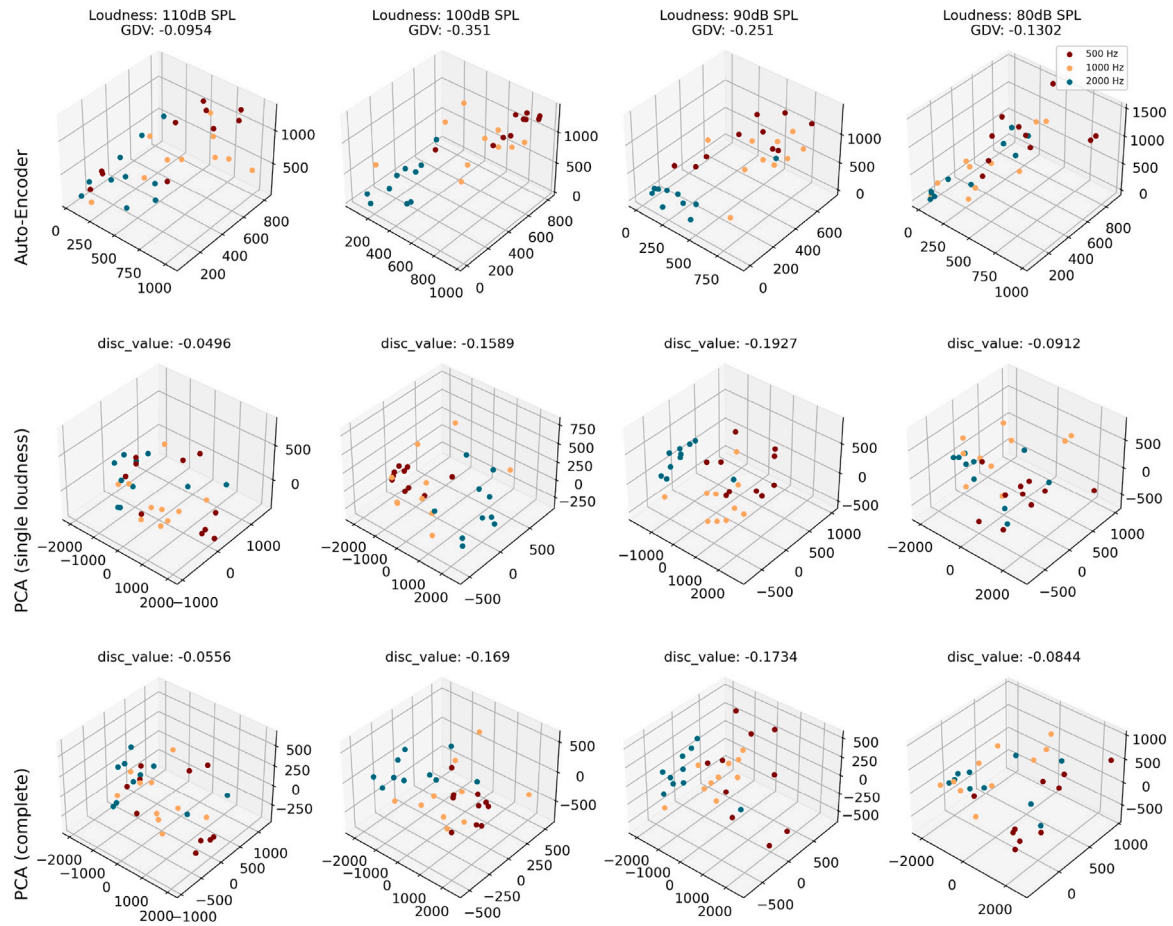 Loudness: 110dB SPL
GDV: -0.0954
Loudness: 100dB SPL
GDV: -0.351
Loudness: 90dB SPL
GDV: -0.251
Loudness: 80dB SPL
GDV: -0.1302
500 Hz
1000 Hz
2000 Hz
Auto-Encoder
0 250 500 750 1000
200 400 600 800
500 1000
200 400 600 800 1000
0 200 400 600 800
0 500 1000
0 250 500 750
0 200 400 600 800
0 500 1000
0 250 500 750 1000
200 400 600 800
0 500 1000 1500
PCA (single loudness)
disc_value: -0.0496
−2000 −1000 0 1000 2000
−1000 0 1000
0 500
disc_value: -0.1589
−2000 −1000 0 1000 2000
−500 0 500
−250 0 250 500 750
disc_value: -0.1927
−1000 0 1000 2000
−500 0 500
−500 0 500
disc_value: -0.0912
−2000 0 2000
−500 0 500 1000
−500 0 500
PCA (complete)
disc_value: -0.0556
−2000 −1000 0 1000 2000
−1000 −500 0 500 1000
−250 0 250 500
disc_value: -0.169
−2000 −1000 0 1000 2000
−500 −250 0 250 500
−500 0 500
disc_value: -0.1734
−2000 −1000 0 1000 2000
−500 0 500
−500 −250 0 250 500
disc_value: -0.0844
−2000 0 2000
0 1000
−500 0 500 1000